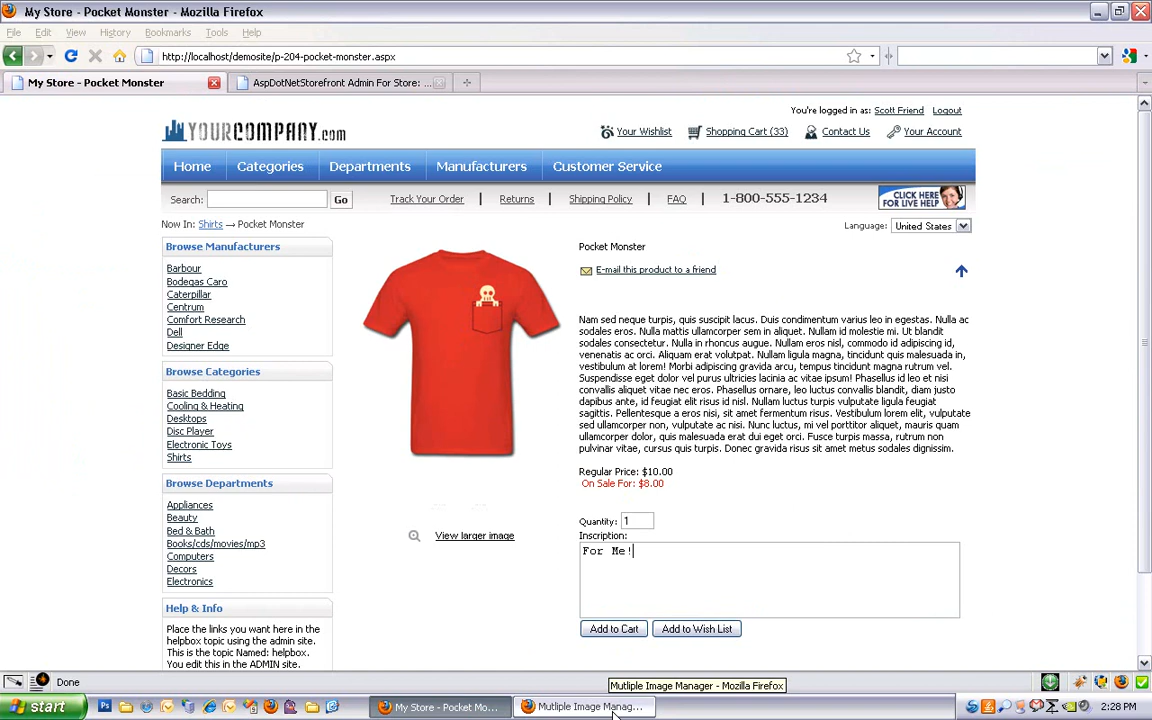 My Store - Pocket Monster - Mozilla Firefox
File Edit View History Bookmarks Tools Help
http://localhost/demosite/p-204-pocket-monster.aspx
My Store - Pocket Monster
AspDotNetStorefront Admin For Store: ...
You're logged in as: Scott Friend Logout
YOURCOMPANY.com
Your Wishlist Shopping Cart (33) Contact Us Your Account
Home Categories Departments Manufacturers Customer Service
Search: Go Track Your Order | Returns | Shipping Policy | FAQ | 1-800-555-1234
CLICK HERE
FOR LIVE HELP
Now In: Shirts → Pocket Monster
Language: United States
Browse Manufacturers
Barbour
Bodegas Caro
Caterpillar
Centrum
Comfort Research
Dell
Designer Edge
Browse Categories
Basic Bedding
Cooling & Heating
Desktops
Disc Player
Electronic Toys
Shirts
Browse Departments
Appliances
Beauty
Bed & Bath
Books/cds/movies/mp3
Computers
Decors
Electronics
Help & Info
Place the links you want here in the
helpbox topic using the admin site.
This is the topic Named: helpbox.
You edit this in the ADMIN site.
View larger image
Pocket Monster
E-mail this product to a friend
Nam sed neque turpis, quis suscipit lacus. Duis condimentum varius leo in egestas. Nulla ac
sodales eros. Nulla mattis ullamcorper sem in aliquet. Nullam id molestie mi. Ut blandit
sodales consectetur. Nulla in rhoncus augue. Nullam eros nisl, commodo id adipiscing id,
venenatis ac orci. Aliquam erat volutpat. Nullam ligula magna, tincidunt quis malesuada in,
vestibulum at lorem! Morbi adipiscing gravida arcu, tempus tincidunt magna rutrum vel.
Suspendisse eget dolor vel purus ultricies lacinia ac vitae ipsum! Phasellus id leo et nisi
convallis aliquet vitae nec eros. Phasellus ornare, leo luctus convallis blandit, diam justo
dapibus ante, id feugiat risus id nisl. Nullam luctus turpis vulputate ligula feugiat
sagittis. Pellentesque a eros nisi, sit amet fermentum risus. Vestibulum lorem elit, vulputate
sed ullamcorper non, vulputate ac nisi. Nunc luctus, mi vel porttitor aliquet, mauris quam
ullamcorper dolor, quis malesuada erat dui eget orci. Fusce turpis massa, rutrum non
pulvinar vitae, cursus quis turpis. Donec gravida risus sit amet metus sodales dignissim.
Regular Price: $10.00
On Sale For: $8.00
Quantity: 1
Inscription:
For Me!
Add to Cart Add to Wish List
Done
Mutliple Image Manager - Mozilla Firefox
start
My Store - Pocket Mo...
Mutliple Image Manag...
2:28 PM